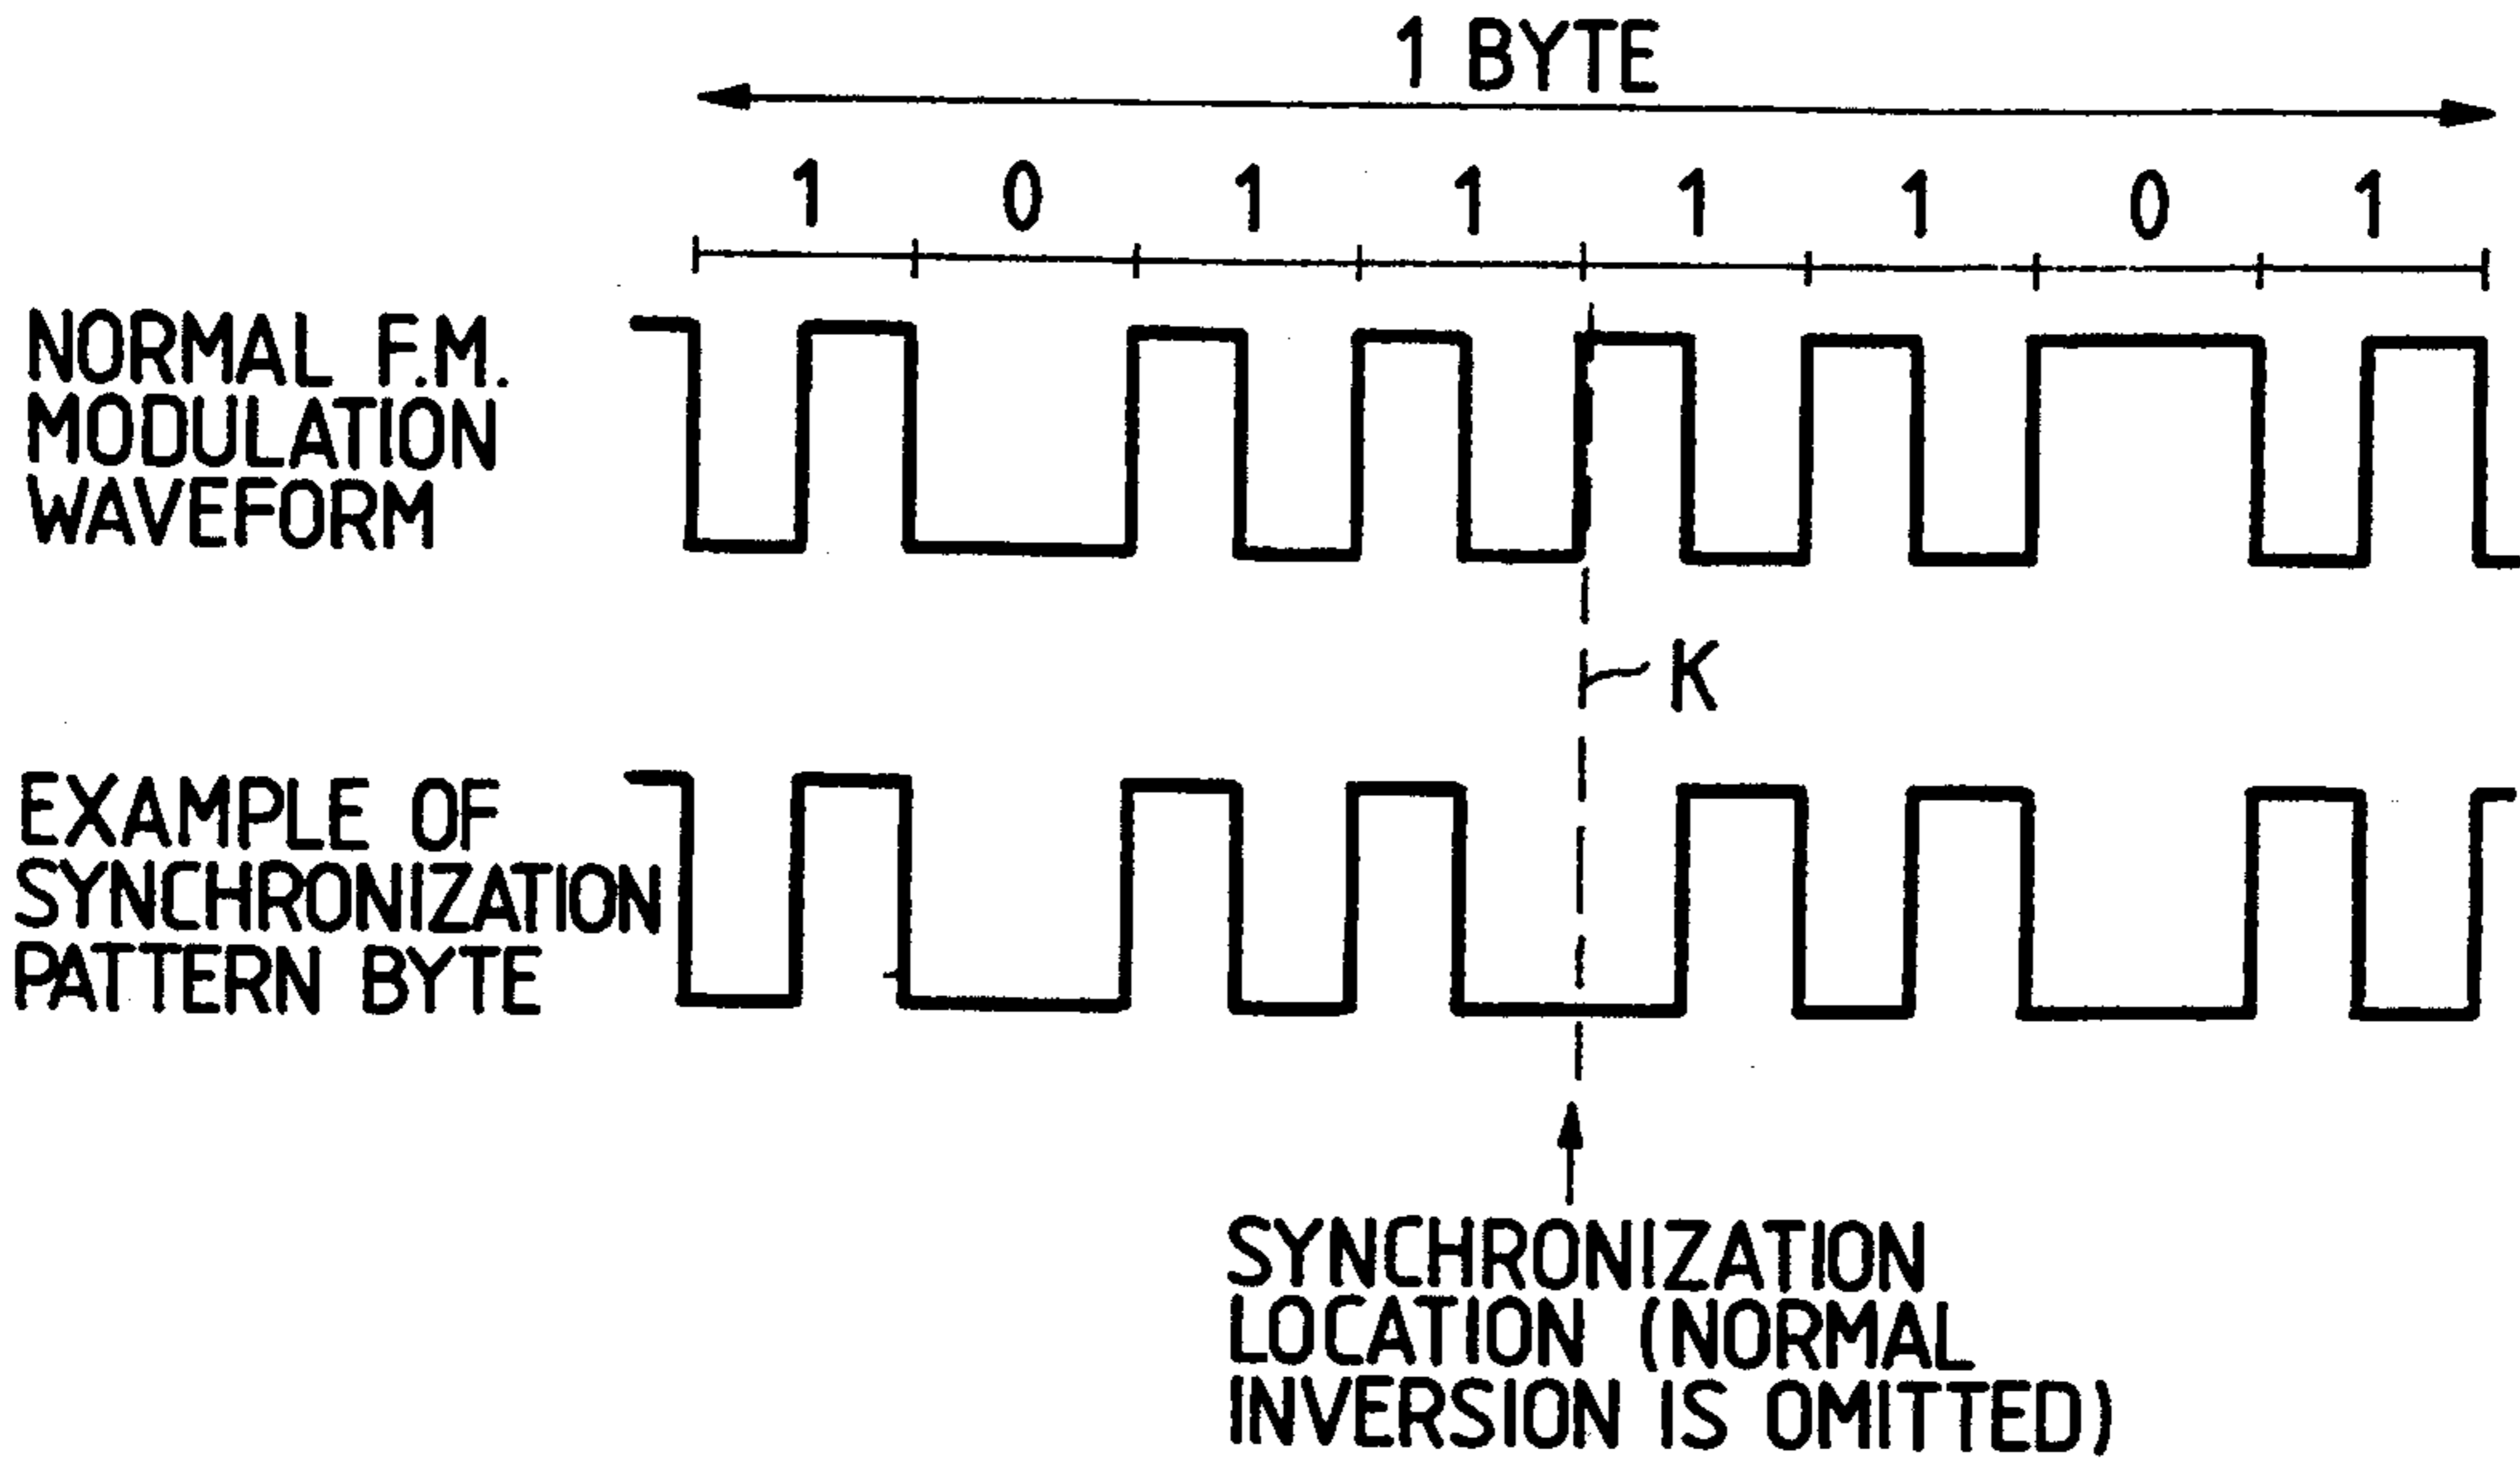 1 BYTE
1 0 1 1 1 1 0 1
NORMAL F.M.
MODULATION
WAVEFORM
K
EXAMPLE OF
SYNCHRONIZATION
PATTERN BYTE
SYNCHRONIZATION
LOCATION (NORMAL
INVERSION IS OMITTED)